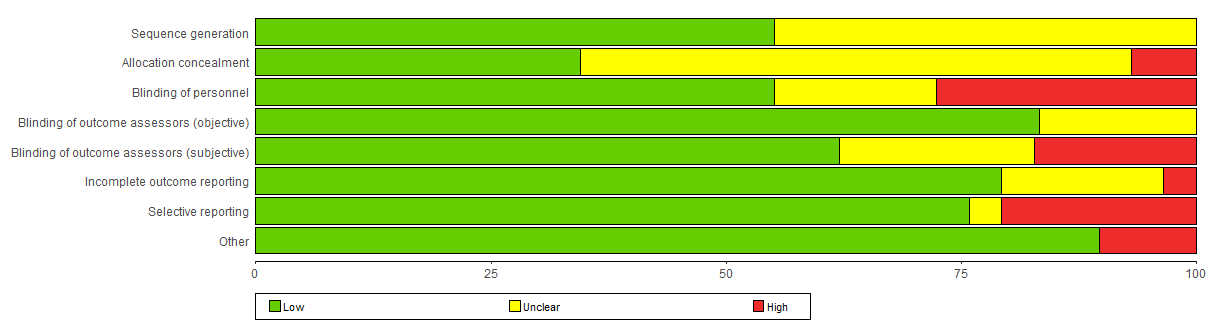 Sequence generation
Allocation concealment
Blinding of personnel
Blinding of outcome assessors (objective)
Blinding of outcome assessors (subjective)
Incomplete outcome reporting
Selective reporting
Other
0 25 50 75 100
Low Unclear High